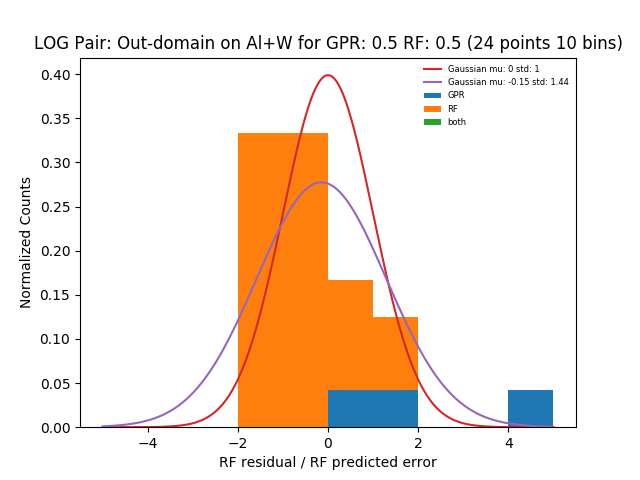 LOG Pair: Out-domain on Al+W for GPR: 0.5 RF: 0.5 (24 points 10 bins)
Gaussian mu: 0 std: 1
Gaussian mu: -0.15 std: 1.44
GPR
RF
both
Normalized Counts
0.40
0.35
0.30
0.25
0.20
0.15
0.10
0.05
0.00
−4 −2 0 2 4
RF residual / RF predicted error